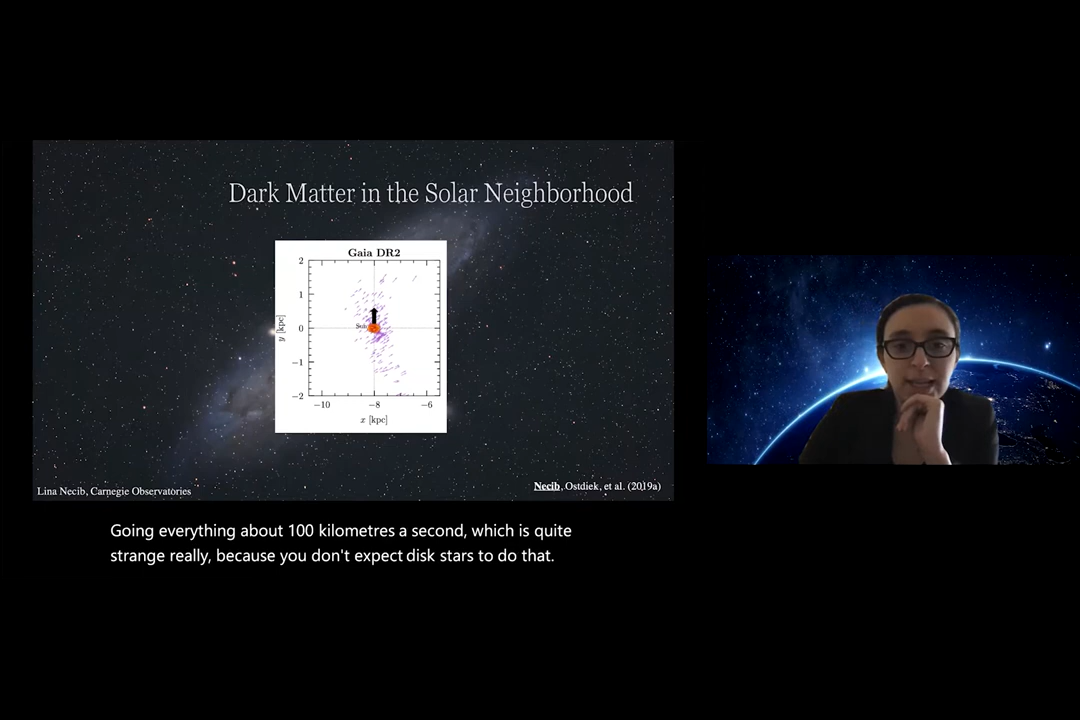 Dark Matter in the Solar Neighborhood
Gaia DR2
2
1
0
−1
−2
y [kpc]
Sun
−10
−8
−6
x [kpc]
Lina Necib, Carnegie Observatories
Necib, Ostdiek, et al. (2019a)
Going everything about 100 kilometres a second, which is quite
strange really, because you don't expect disk stars to do that.